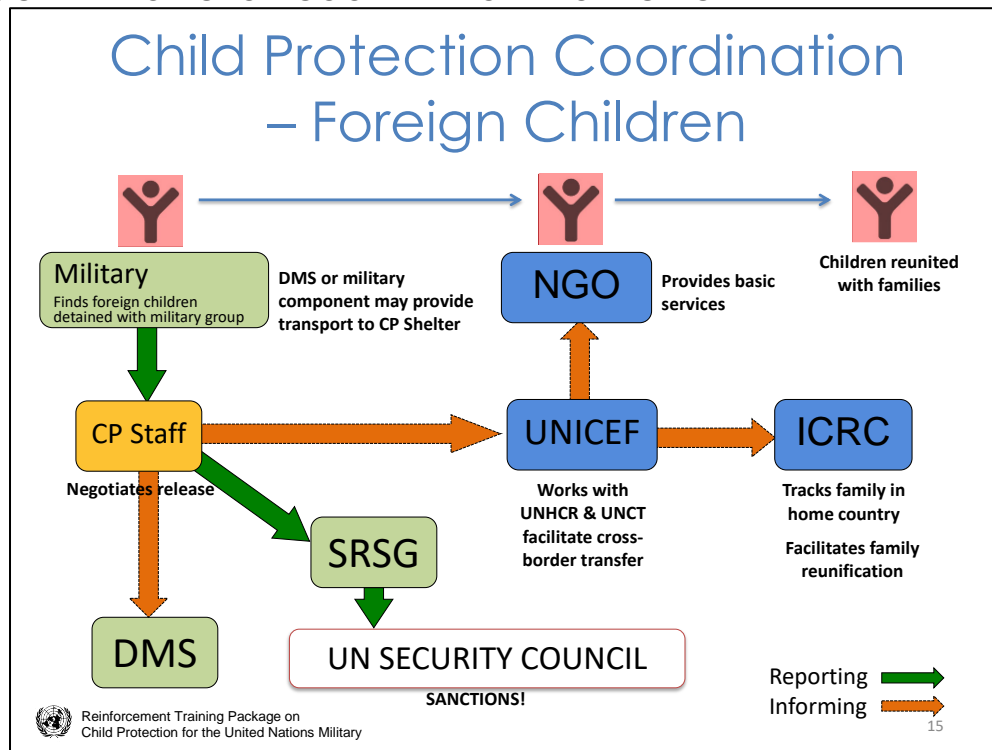 Child Protection Coordination
– Foreign Children
Military
Finds foreign children
detained with military group
DMS or military
component may provide
transport to CP Shelter
NGO
Provides basic
services
Children reunited
with families
CP Staff
Negotiates release
UNICEF
Works with
UNHCR & UNCT
facilitate cross-
border transfer
ICRC
Tracks family in
home country
Facilitates family
reunification
SRSG
DMS
UN SECURITY COUNCIL
SANCTIONS!
Reporting
Informing
Reinforcement Training Package on
Child Protection for the United Nations Military
15